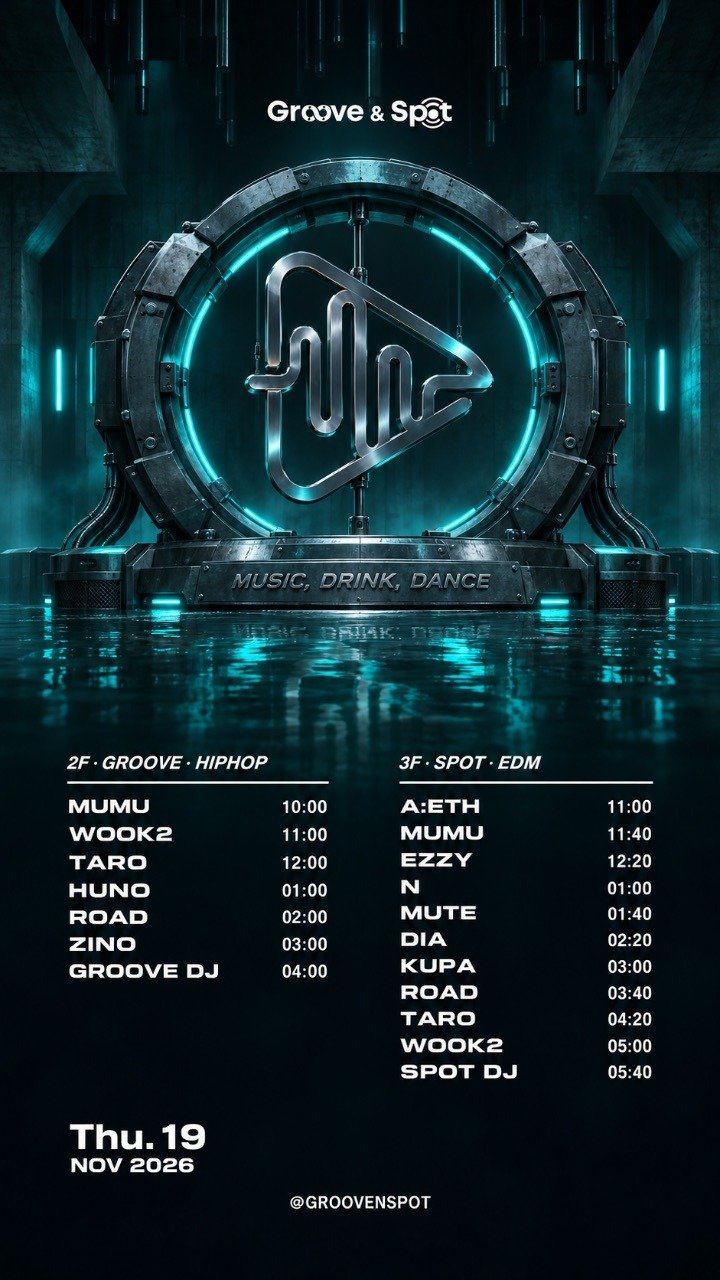 Groove & Spot
MUSIC, DRINK, DANCE
2F · GROOVE · HIPHOP
MUMU 10:00
WOOK2 11:00
TARO 12:00
HUNO 01:00
ROAD 02:00
ZINO 03:00
GROOVE DJ 04:00
3F · SPOT · EDM
A:ETH 11:00
MUMU 11:40
EZZY 12:20
N 01:00
MUTE 01:40
DIA 02:20
KUPA 03:00
ROAD 03:40
TARO 04:20
WOOK2 05:00
SPOT DJ 05:40
Thu. 19
NOV 2026
@GROOVENSPOT